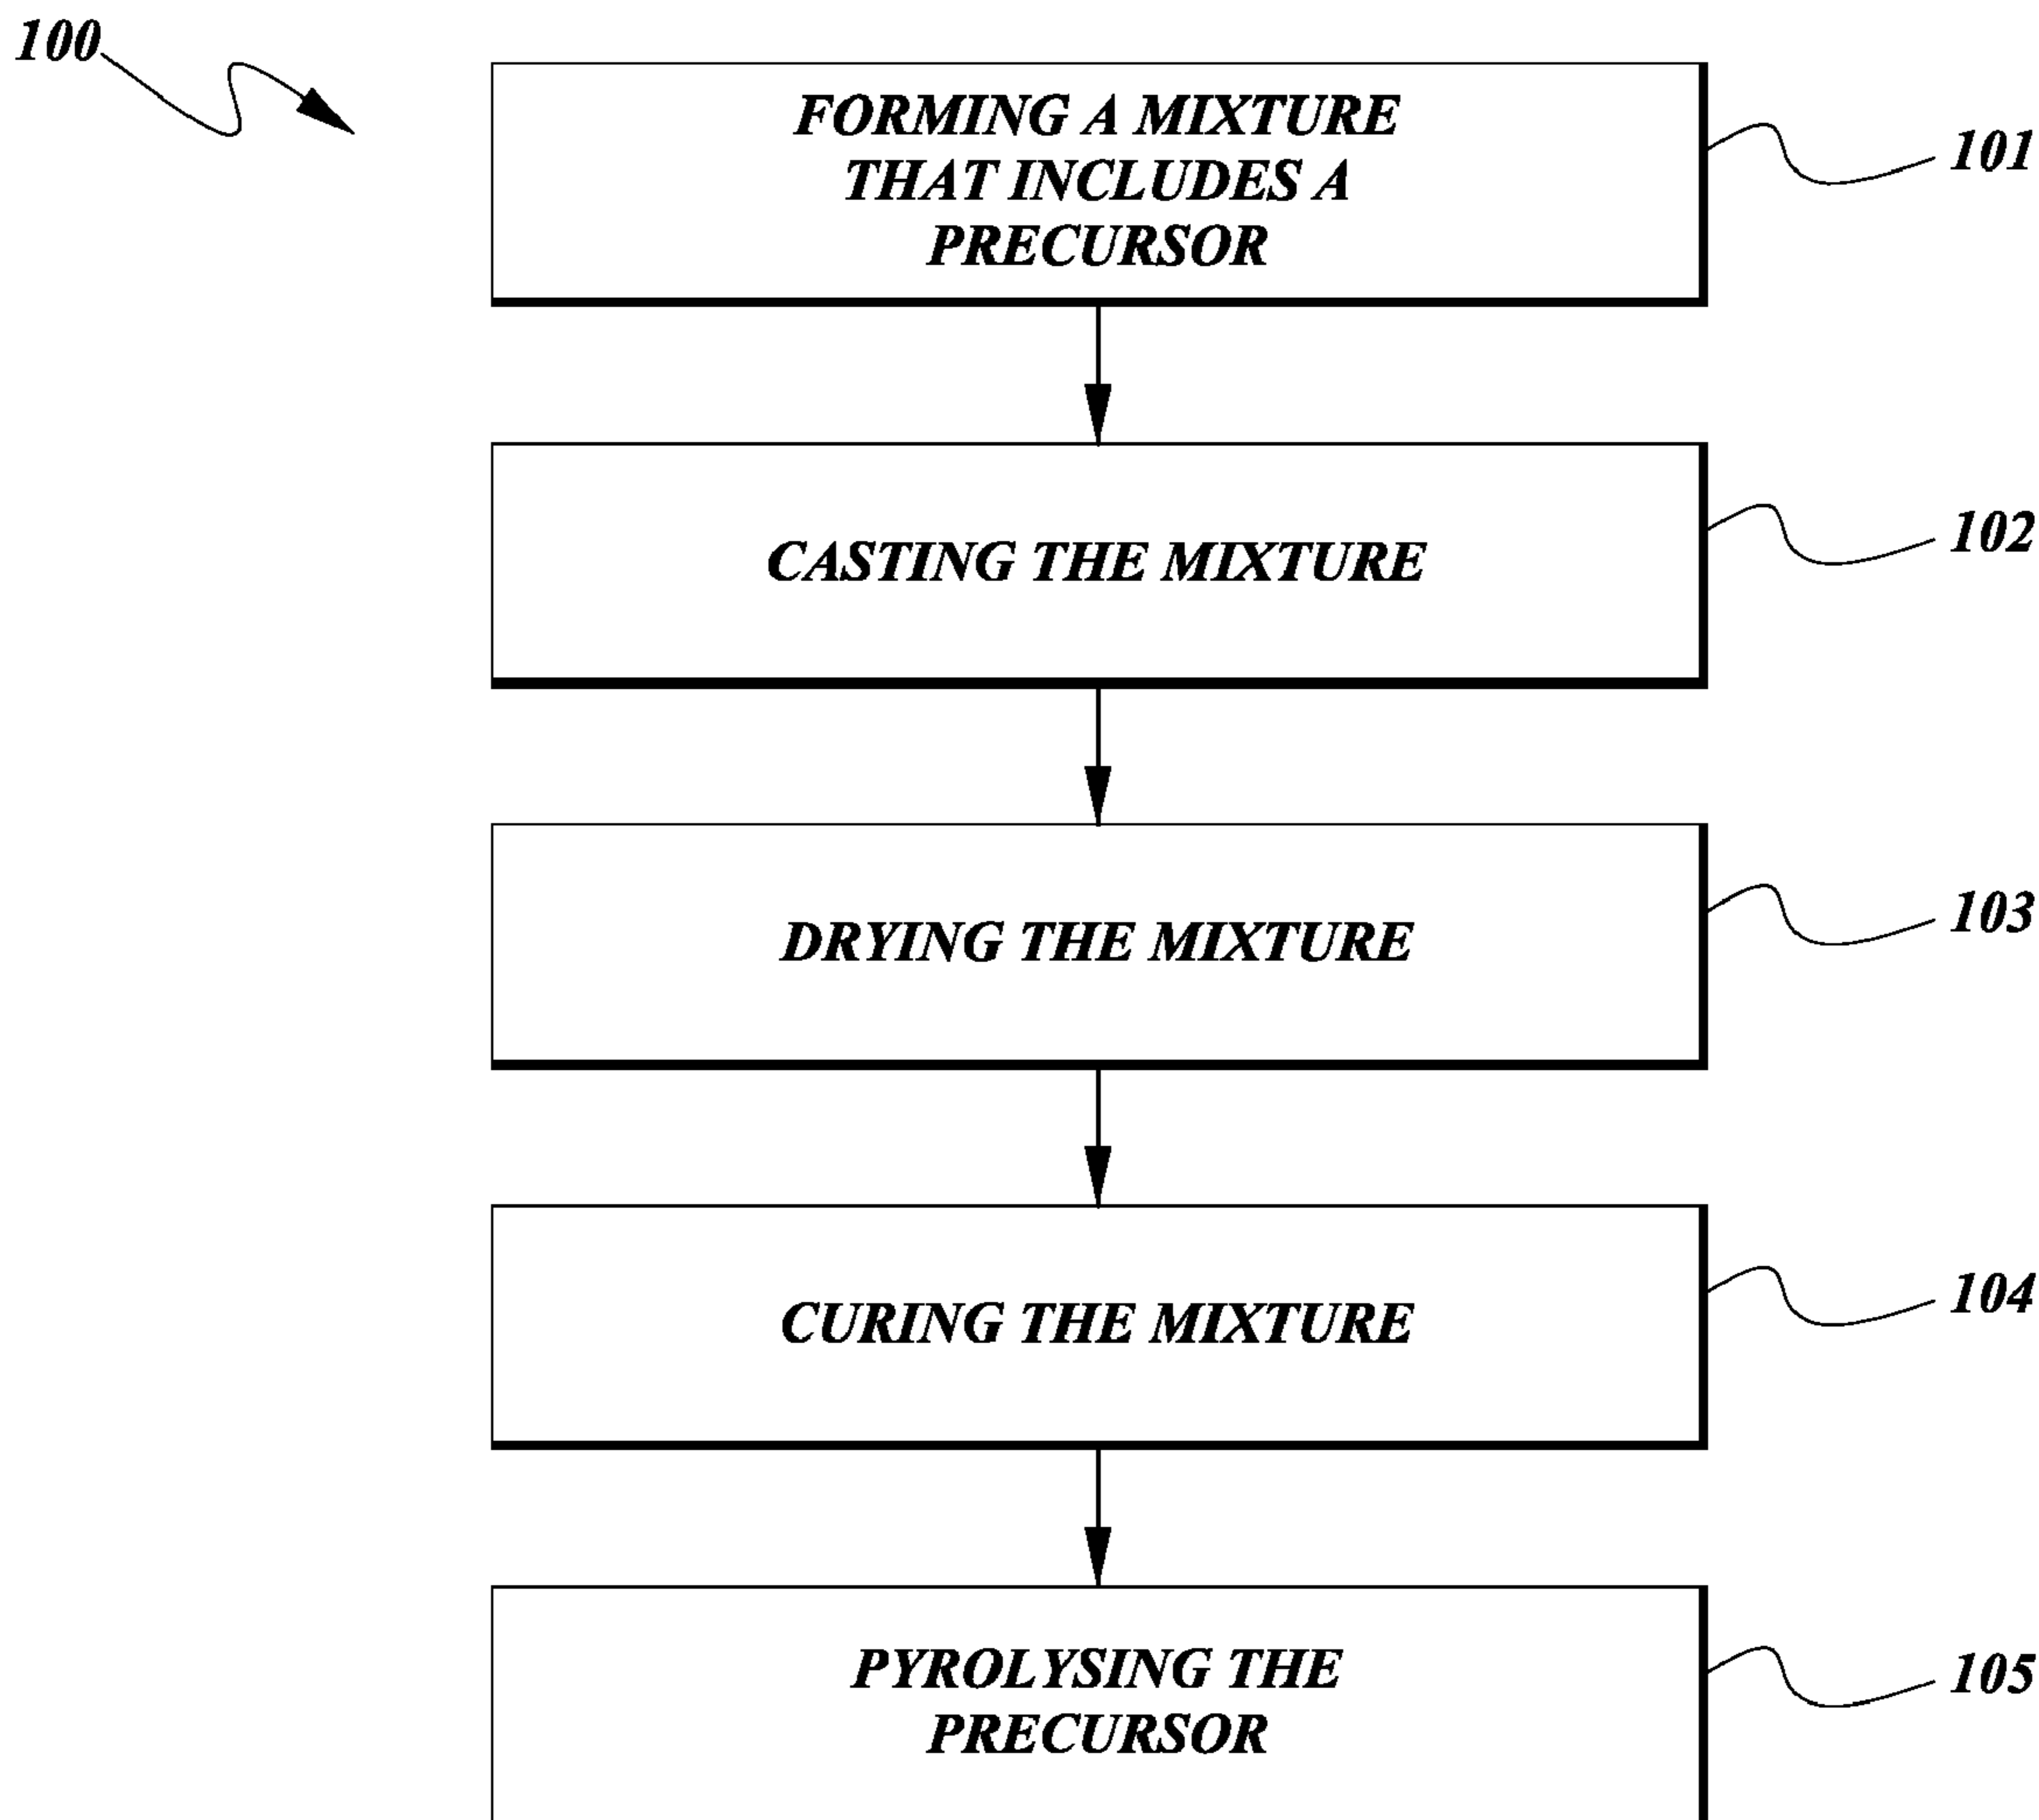 100
FORMING A MIXTURE
THAT INCLUDES A
PRECURSOR
101
CASTING THE MIXTURE
102
DRYING THE MIXTURE
103
CURING THE MIXTURE
104
PYROLYSING THE
PRECURSOR
105